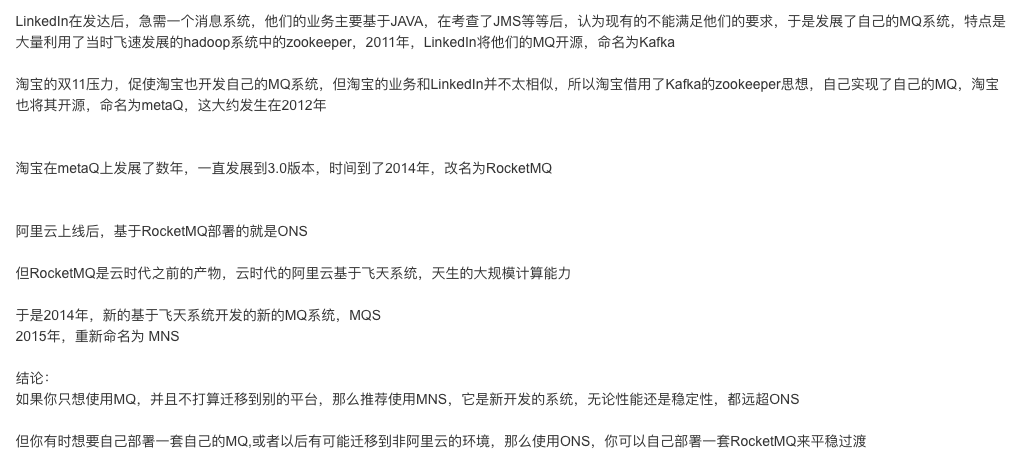 LinkedIn在发达后，急需一个消息系统，他们的业务主要基于JAVA，在考查了JMS等等后，认为现有的不能满足他们的要求，于是发展了自己的MQ系统，特点是
大量利用了当时飞速发展的hadoop系统中的zookeeper，2011年，LinkedIn将他们的MQ开源，命名为Kafka
淘宝的双11压力，促使淘宝也开发自己的MQ系统，但淘宝的业务和LinkedIn并不太相似，所以淘宝借用了Kafka的zookeeper思想，自己实现了自己的MQ，淘宝
也将其开源，命名为metaQ，这大约发生在2012年
淘宝在metaQ上发展了数年，一直发展到3.0版本，时间到了2014年，改名为RocketMQ
阿里云上线后，基于RocketMQ部署的就是ONS
但RocketMQ是云时代之前的产物，云时代的阿里云基于飞天系统，天生的大规模计算能力
于是2014年，新的基于飞天系统开发的新的MQ系统，MQS
2015年，重新命名为 MNS
结论：
如果你只想使用MQ，并且不打算迁移到别的平台，那么推荐使用MNS，它是新开发的系统，无论性能还是稳定性，都远超ONS
但你有时想要自己部署一套自己的MQ,或者以后有可能迁移到非阿里云的环境，那么使用ONS，你可以自己部署一套RocketMQ来平稳过渡